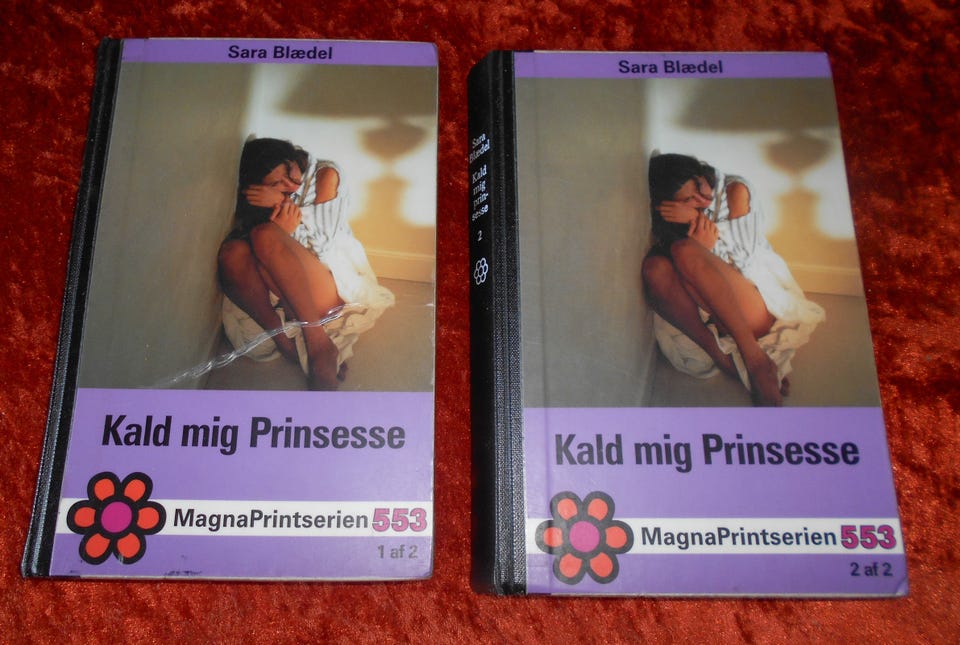 Sara Blædel
Kald mig Prinsesse
MagnaPrintserien 553
1 af 2
Sara
Blædel
Kald
mig
prin-
sesse
2
Sara Blædel
Kald mig Prinsesse
MagnaPrintserien 553
2 af 2